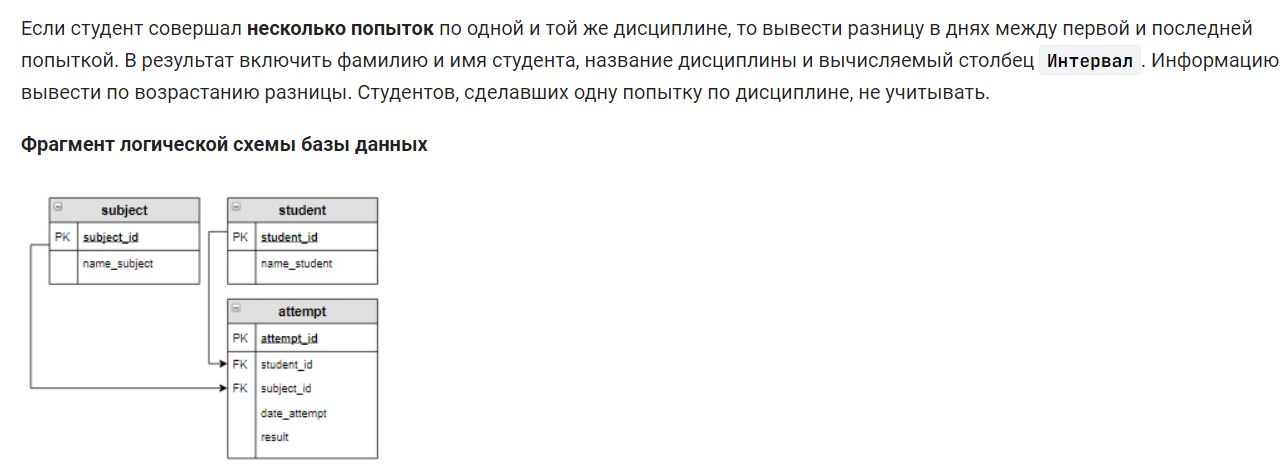 Если студент совершал несколько попыток по одной и той же дисциплине, то вывести разницу в днях между первой и последней
попыткой. В результат включить фамилию и имя студента, название дисциплины и вычисляемый столбец Интервал . Информацию
вывести по возрастанию разницы. Студентов, сделавших одну попытку по дисциплине, не учитывать.
Фрагмент логической схемы базы данных
subject
PK subject_id
name_subject
student
PK student_id
name_student
attempt
PK attempt_id
FK student_id
FK subject_id
date_attempt
result